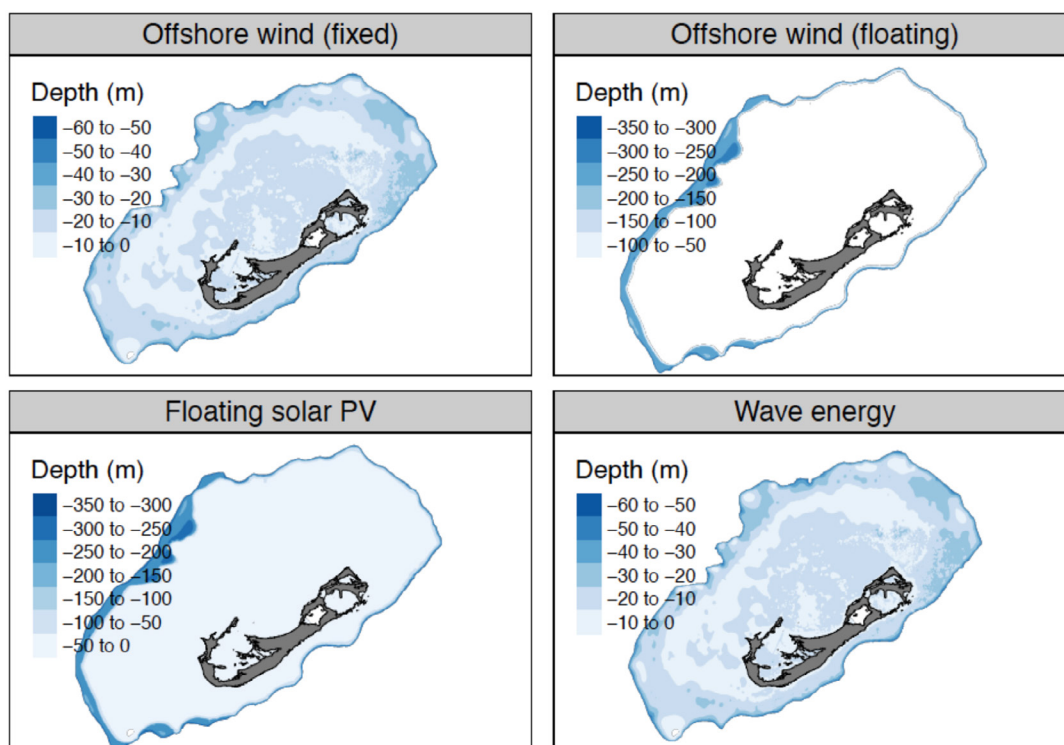 Offshore wind (fixed)
Depth (m)
−60 to −50
−50 to −40
−40 to −30
−30 to −20
−20 to −10
−10 to 0
Offshore wind (floating)
Depth (m)
−350 to −300
−300 to −250
−250 to −200
−200 to −150
−150 to −100
−100 to −50
Floating solar PV
Depth (m)
−350 to −300
−300 to −250
−250 to −200
−200 to −150
−150 to −100
−100 to −50
−50 to 0
Wave energy
Depth (m)
−60 to −50
−50 to −40
−40 to −30
−30 to −20
−20 to −10
−10 to 0